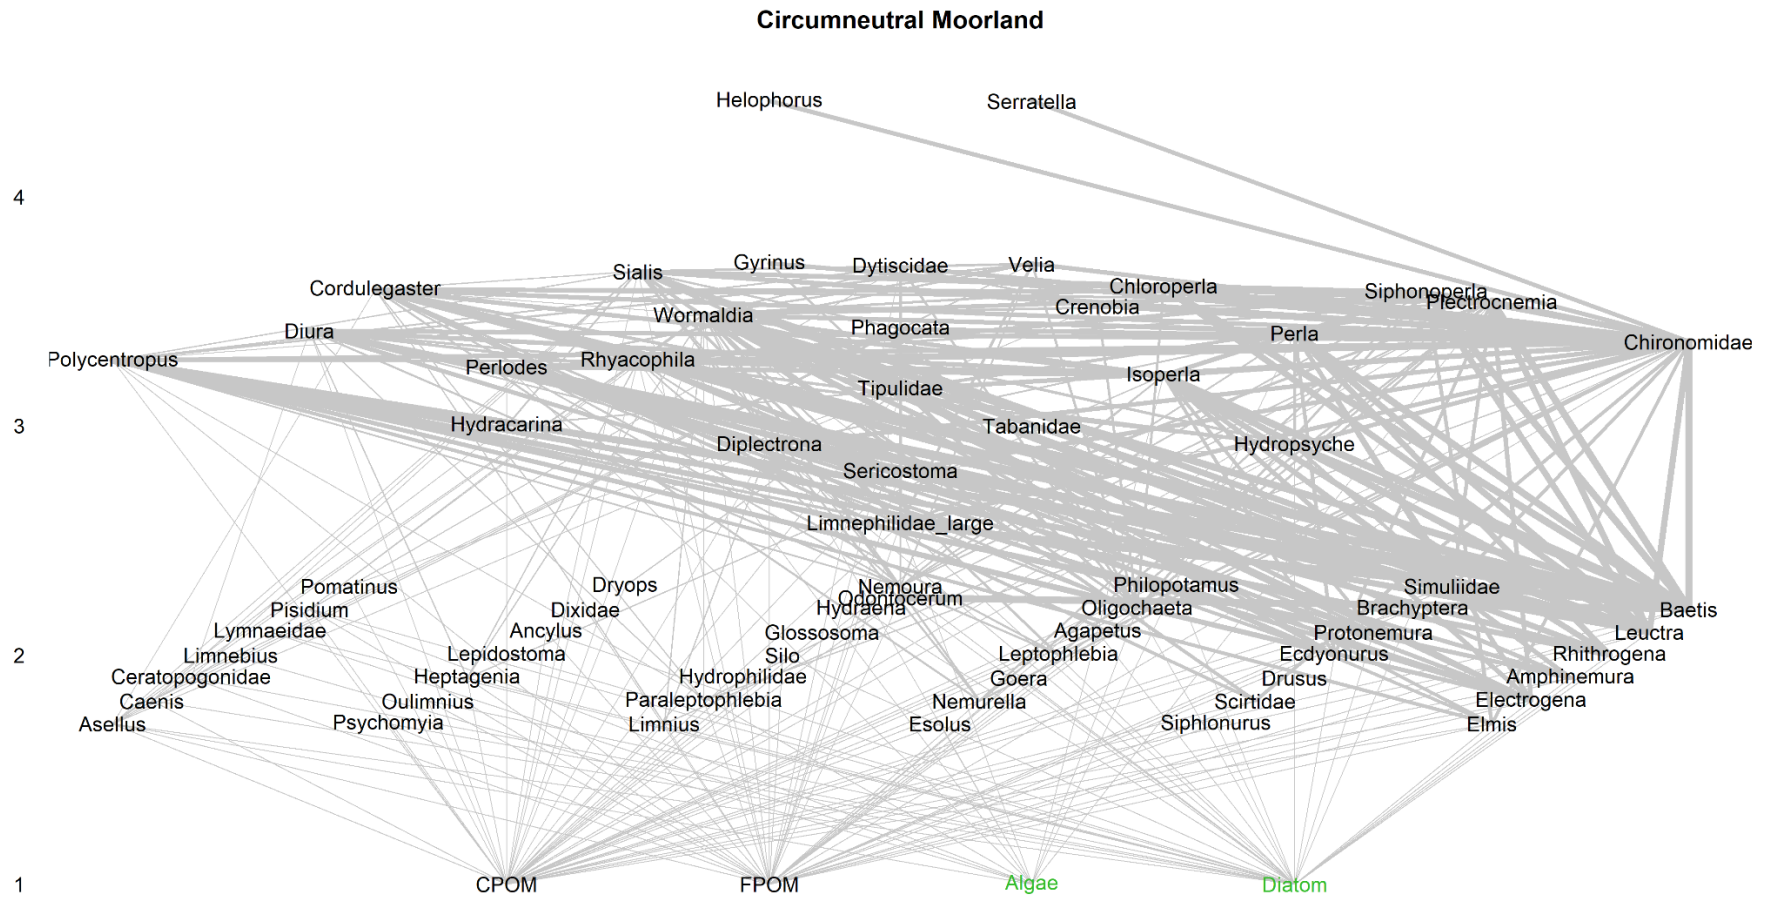 Circumneutral Moorland
Helophorus
Serratella
4
Gyrinus
Dytiscidae
Velia
Sialis
Cordulegaster
Chloroperla
Siphonoperla
Plectrocnemia
Crenobia
Wormaldia
Phagocata
Diura
Perla
Chironomidae
Polycentropus
Rhyacophila
Perlodes
Isoperla
Tipulidae
3
Hydracarina
Tabanidae
Diplectrona
Hydropsyche
Sericostoma
Limnephilidae_large
Pomatinus
Dryops
Nemoura
Philopotamus
Simuliidae
Odontocerum
Pisidium
Dixidae
Hydraena
Oligochaeta
Brachyptera
Baetis
Lymnaeidae
Ancylus
Glossosoma
Agapetus
Protonemura
Leuctra
2
Limnebius
Lepidostoma
Silo
Leptophlebia
Ecdyonurus
Rhithrogena
Ceratopogonidae
Heptagenia
Hydrophilidae
Goera
Drusus
Amphinemura
Caenis
Oulimnius
Paraleptophlebia
Nemurella
Scirtidae
Electrogena
Asellus
Psychomyia
Limnius
Esolus
Siphlonurus
Elmis
1
CPOM
FPOM
Algae
Diatom